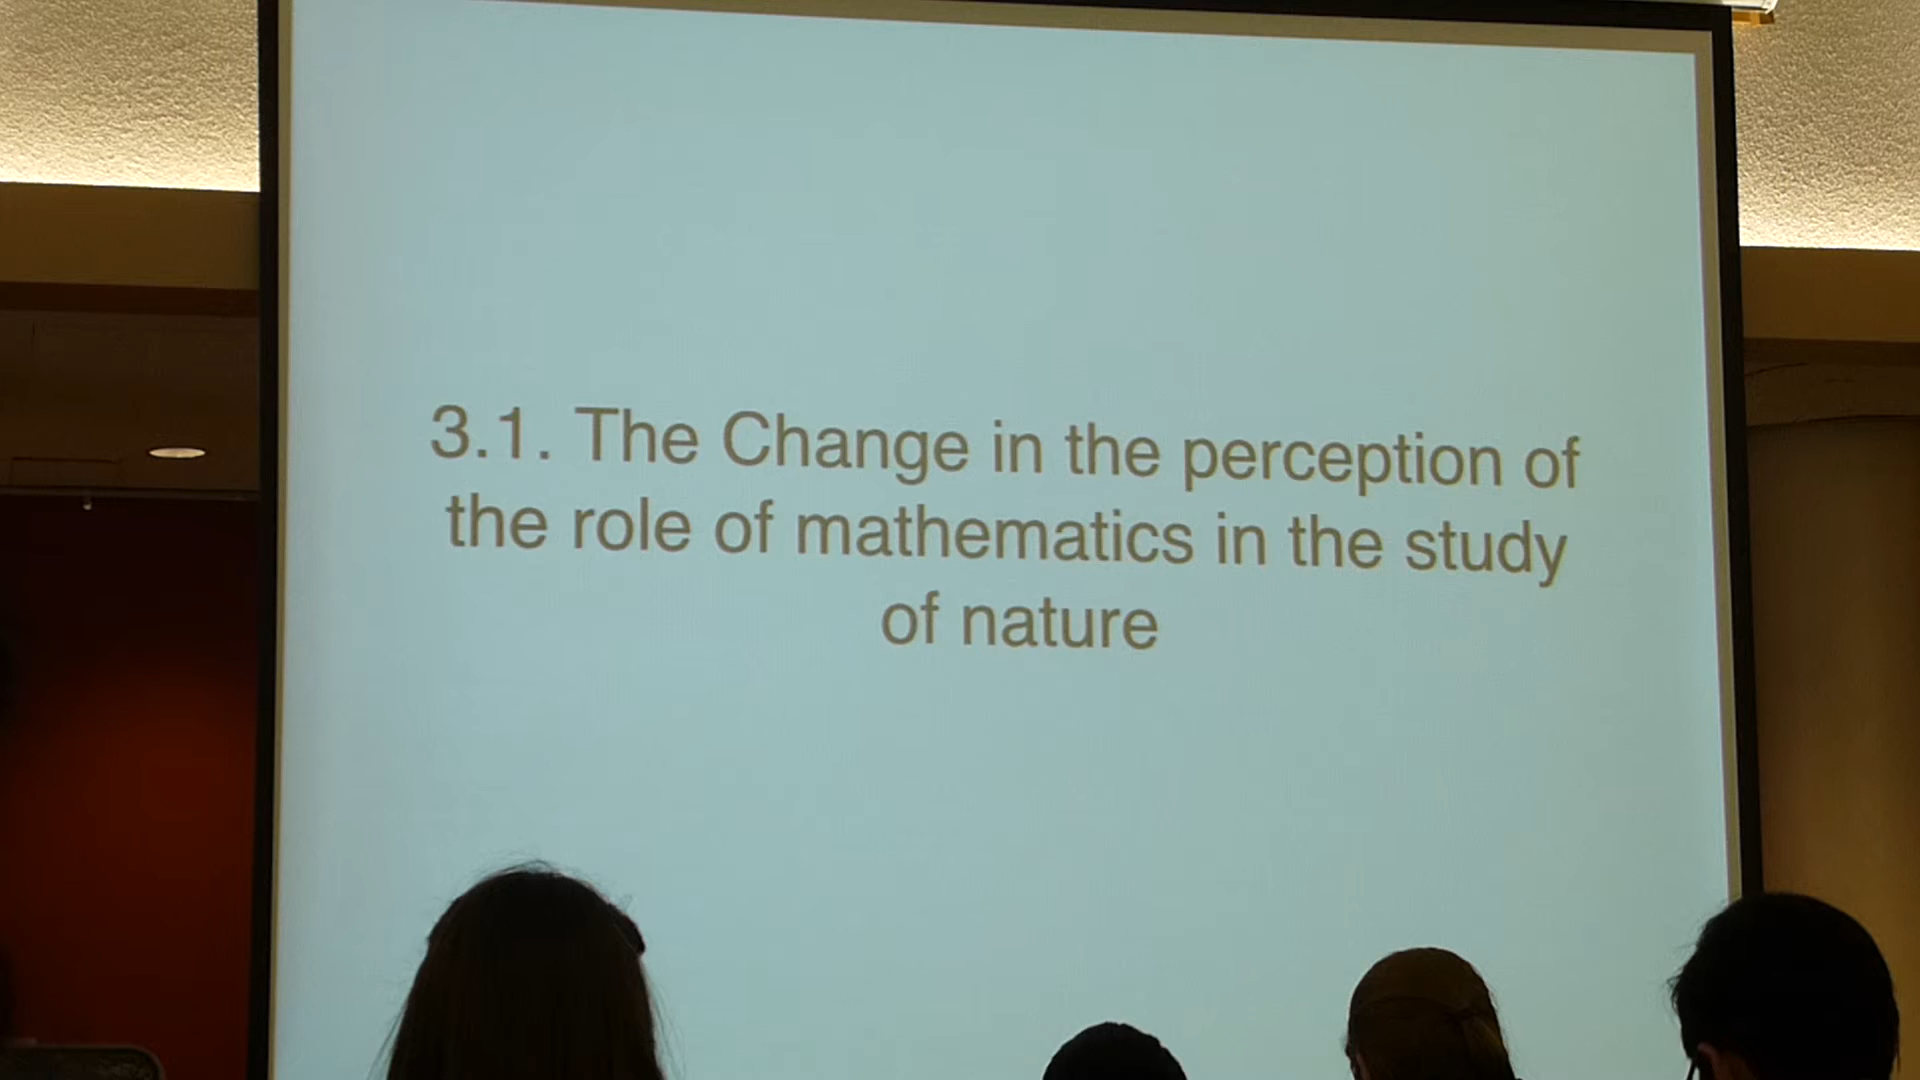 3.1. The Change in the perception of
the role of mathematics in the study
of nature